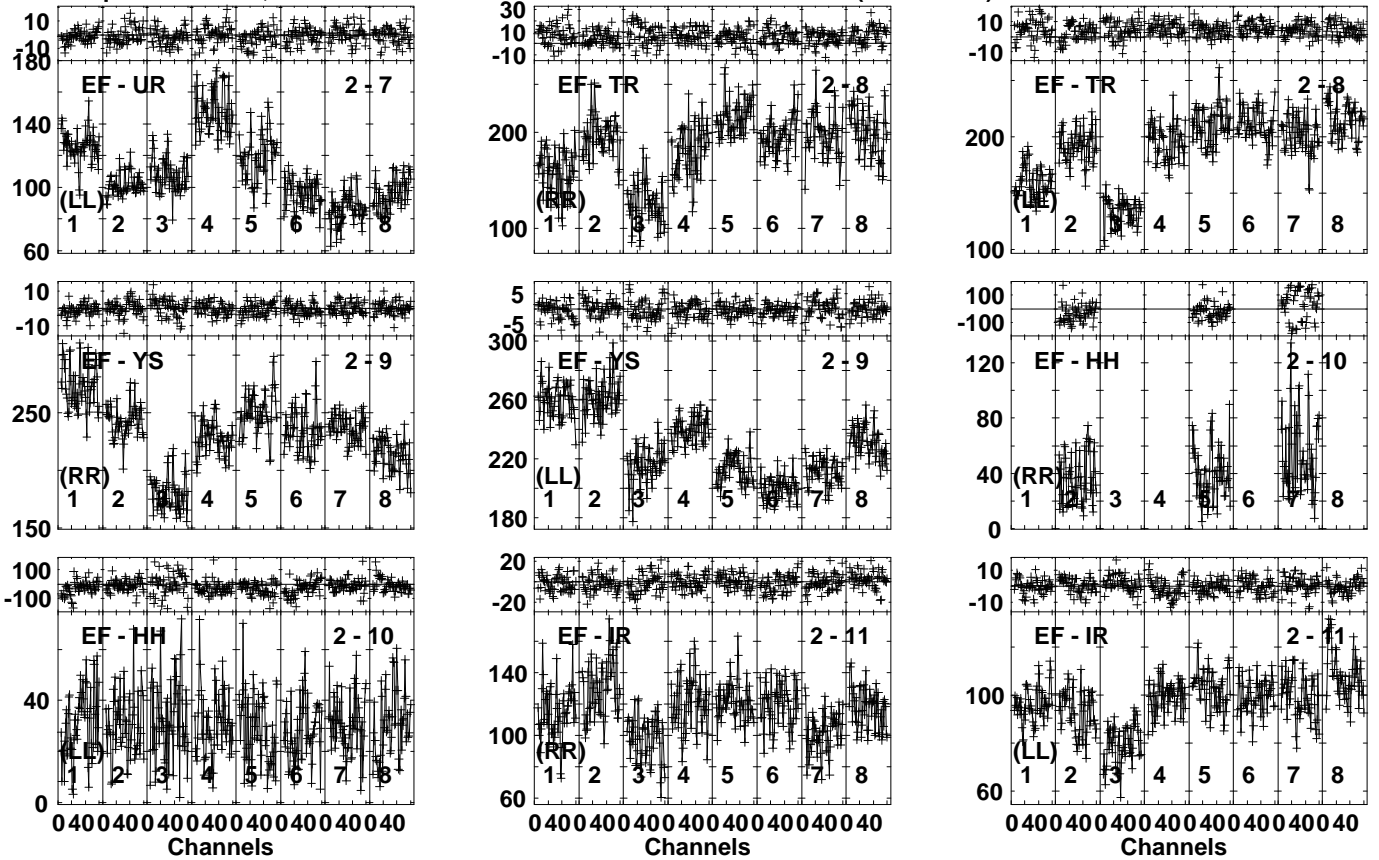 10
-10
180
EF - UR 2 - 7
140
100
(LL)
1 2 3 4 5 6 7 8
60
30
10
-10
EF - TR 2 - 8
200
(RR)
1 2 3 4 5 6 7 8
100
10
-10
EF - TR 2 - 8
200
(LL)
1 2 3 4 5 6 7 8
100
10
-10
EF - YS 2 - 9
250
(RR)
1 2 3 4 5 6 7 8
150
5
-5
300
EF - YS 2 - 9
260
220
(LL)
1 2 3 4 5 6 7 8
180
100
-100
120
EF - HH 2 - 10
80
40
(RR)
1 2 3 4 5 6 7 8
0
100
-100
EF - HH 2 - 10
40
(LL)
1 2 3 4 5 6 7 8
0
0 40 0 40 0 40 0 40 0 40 0 40 0 40 0 40
Channels
20
-20
EF - IR 2 - 11
140
100
(RR)
1 2 3 4 5 6 7 8
60
0 40 0 40 0 40 0 40 0 40 0 40 0 40 0 40
Channels
10
-10
EF - IR 2 - 11
100
(LL)
1 2 3 4 5 6 7 8
60
0 40 0 40 0 40 0 40 0 40 0 40 0 40 0 40
Channels